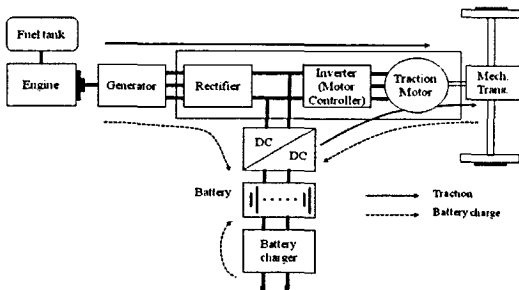 Fuel tank
Engine
Generator
Rectifier
Inverter
(Motor
Controller)
Traction
Motor
Mech.
Trans.
DC
DC
Battery
Traction
Battery charge
Battery
charger